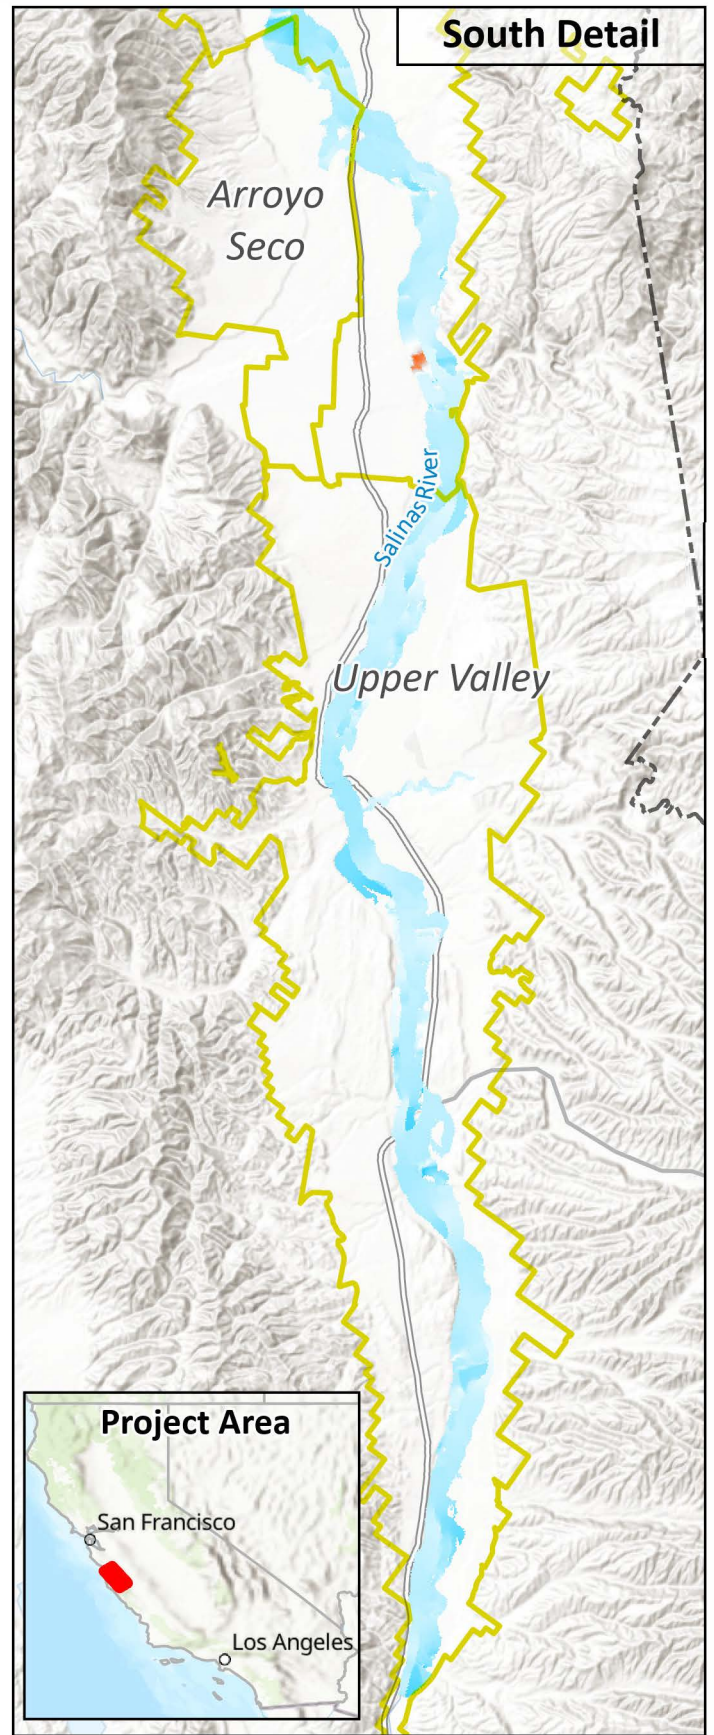 South Detail
Arroyo
Seco
Salinas River
Upper Valley
Project Area
San Francisco
Los Angeles